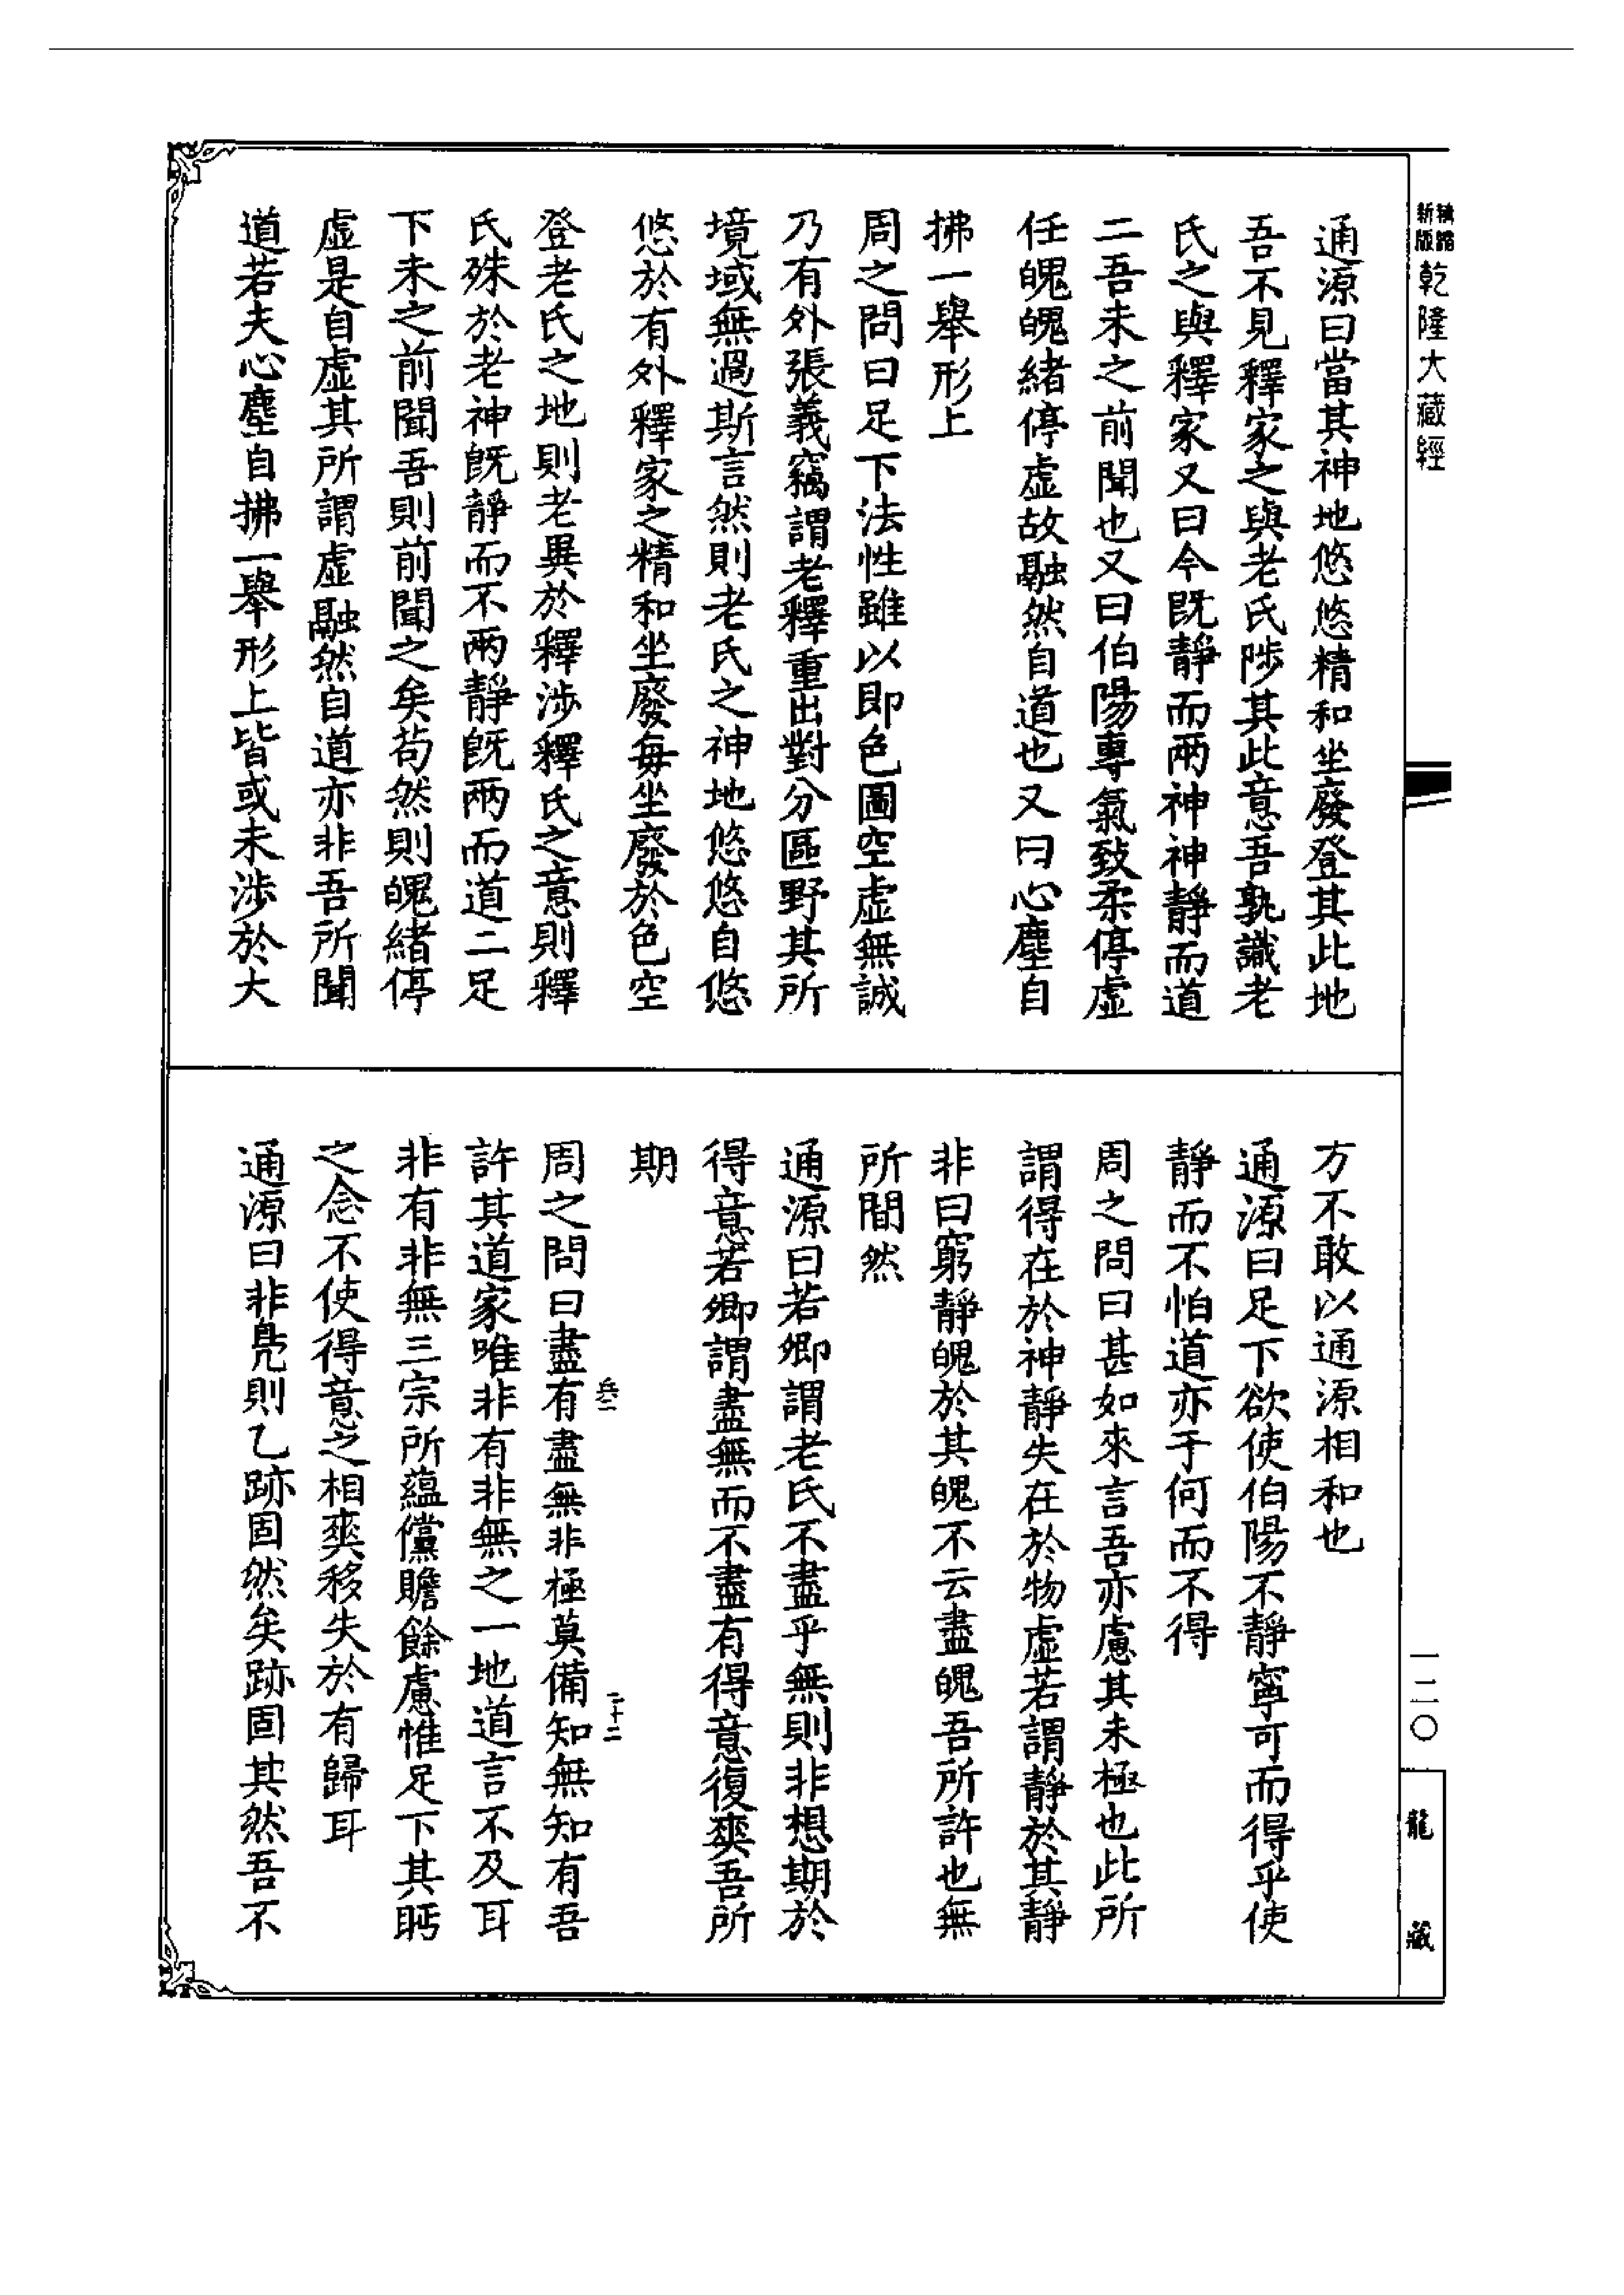 新版
精縮
乾隆大藏經
通源曰當其神地悠悠精和坐廢登其此地
吾不見釋家之與老氏陟其此意吾孰識老
氏之與釋家又曰今既靜而兩神神靜而道
二吾未之前聞也又曰伯陽專氣致柔停虛
任魄魄緒停虛故融然自道也又曰心塵自
拂一舉形上
周之問曰足下法性雖以即色圖空虛無誠
乃有外張義竊謂老釋重出對分區野其所
境域無過斯言然則老氏之神地悠悠自悠
悠於有外釋家之精和坐廢每坐廢於色空
登老氏之地則老異於釋涉釋氏之意則釋
氏殊於老神既靜而不兩靜既兩而道二足
下未之前聞吾則前聞之矣苟然則魄緒停
虛是自虛其所謂虛融然自道亦非吾所聞
道若夫心塵自拂一舉形上皆或未涉於大
方不敢以通源相和也
通源曰足下欲使伯陽不靜寧可而得乎使
靜而不怕道亦于何而不得
周之問曰甚如來言吾亦慮其未極也此所
謂得在於神靜失在於物虛若謂靜於其靜
非曰窮靜魄於其魄不云盡魄吾所許也無
所間然
通源曰若卿謂老氏不盡乎無則非想期於
得意若卿謂盡無而不盡有得意復爽吾所
期
周之問曰盡有盡無非極莫備知無知有吾
兵二
二十二
許其道家唯非有非無之一地道言不及耳
非有非無三宗所蘊儻贍餘慮惟足下其眄
之念不使得意之相爽移失於有歸耳
通源曰非鳧則乙跡固然矣跡固其然吾不
一二〇
龍藏